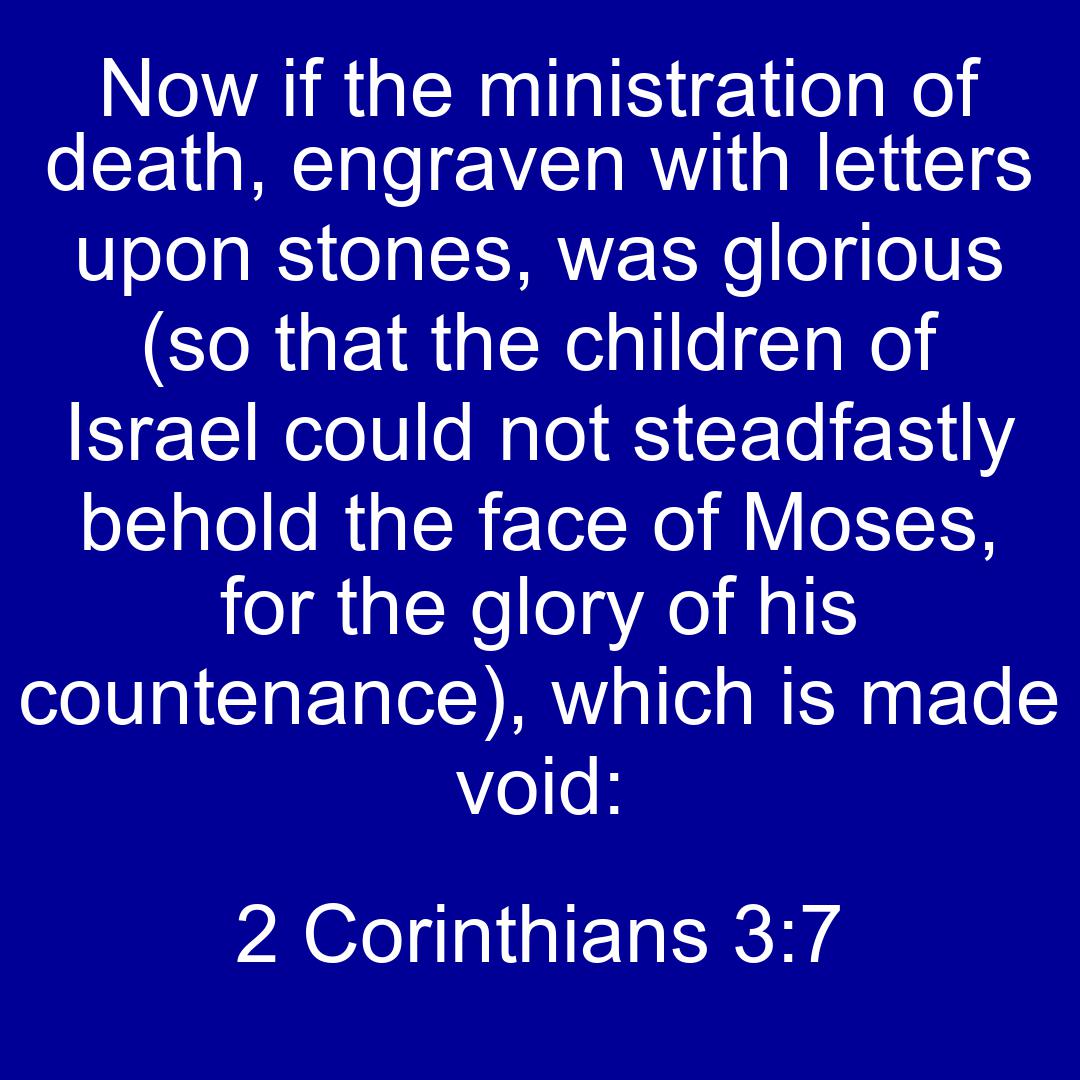 Now if the ministration of
death, engraven with letters
upon stones, was glorious
(so that the children of
Israel could not steadfastly
behold the face of Moses,
for the glory of his
countenance), which is made
void:
2 Corinthians 3:7